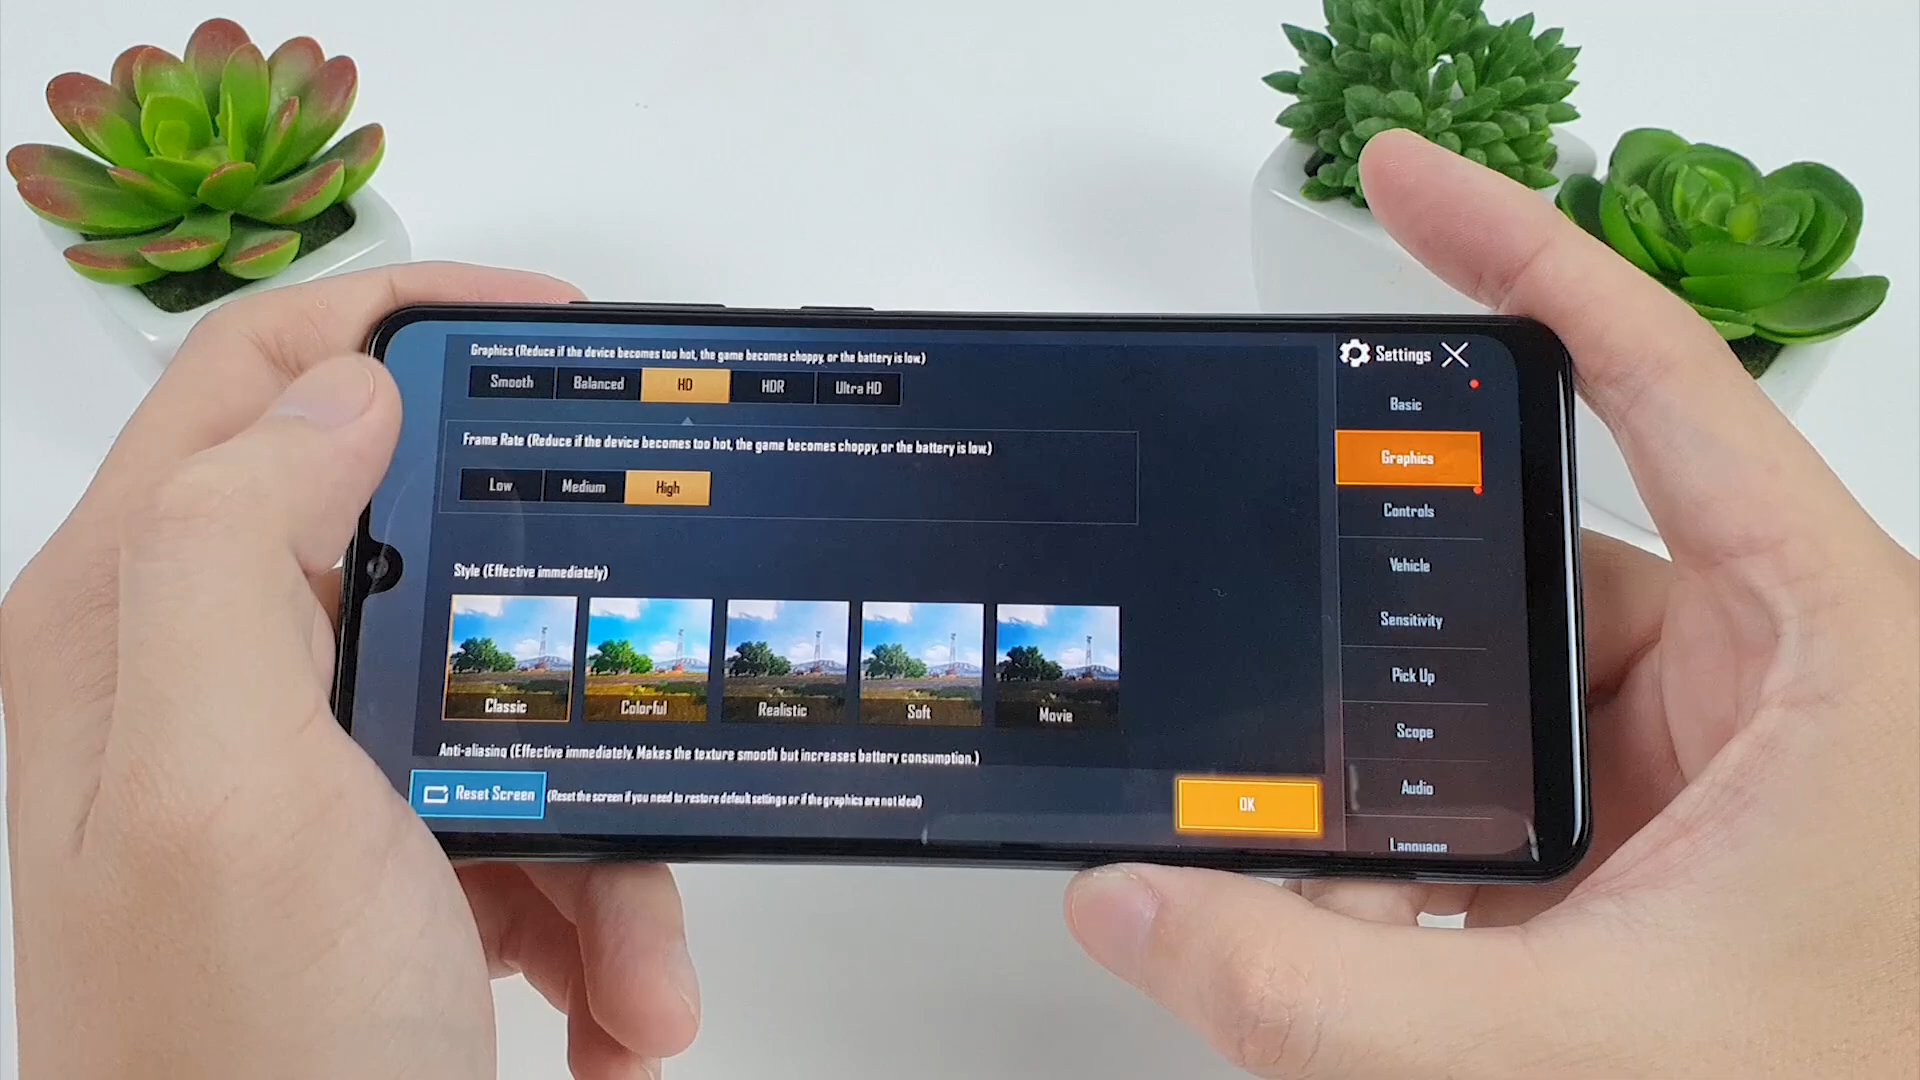 Graphics (Reduce if the device becomes too hot, the game becomes choppy, or the battery is low.)
Smooth Balanced HD HDR Ultra HD
Frame Rate (Reduce if the device becomes too hot, the game becomes choppy, or the battery is low.)
Low Medium High
Style (Effective immediately)
Classic Colorful Realistic Soft Movie
Anti-aliasing (Effective immediately. Makes the texture smooth but increases battery consumption.)
Reset Screen (Reset the screen if you need to restore default settings or if the graphics are not ideal)
OK
Settings
Basic
Graphics
Controls
Vehicle
Sensitivity
Pick Up
Scope
Audio
Language